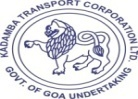 KADAMBA TRANSPORT CORPORATION LTD.
GOVT. OF GOA UNDERTAKING